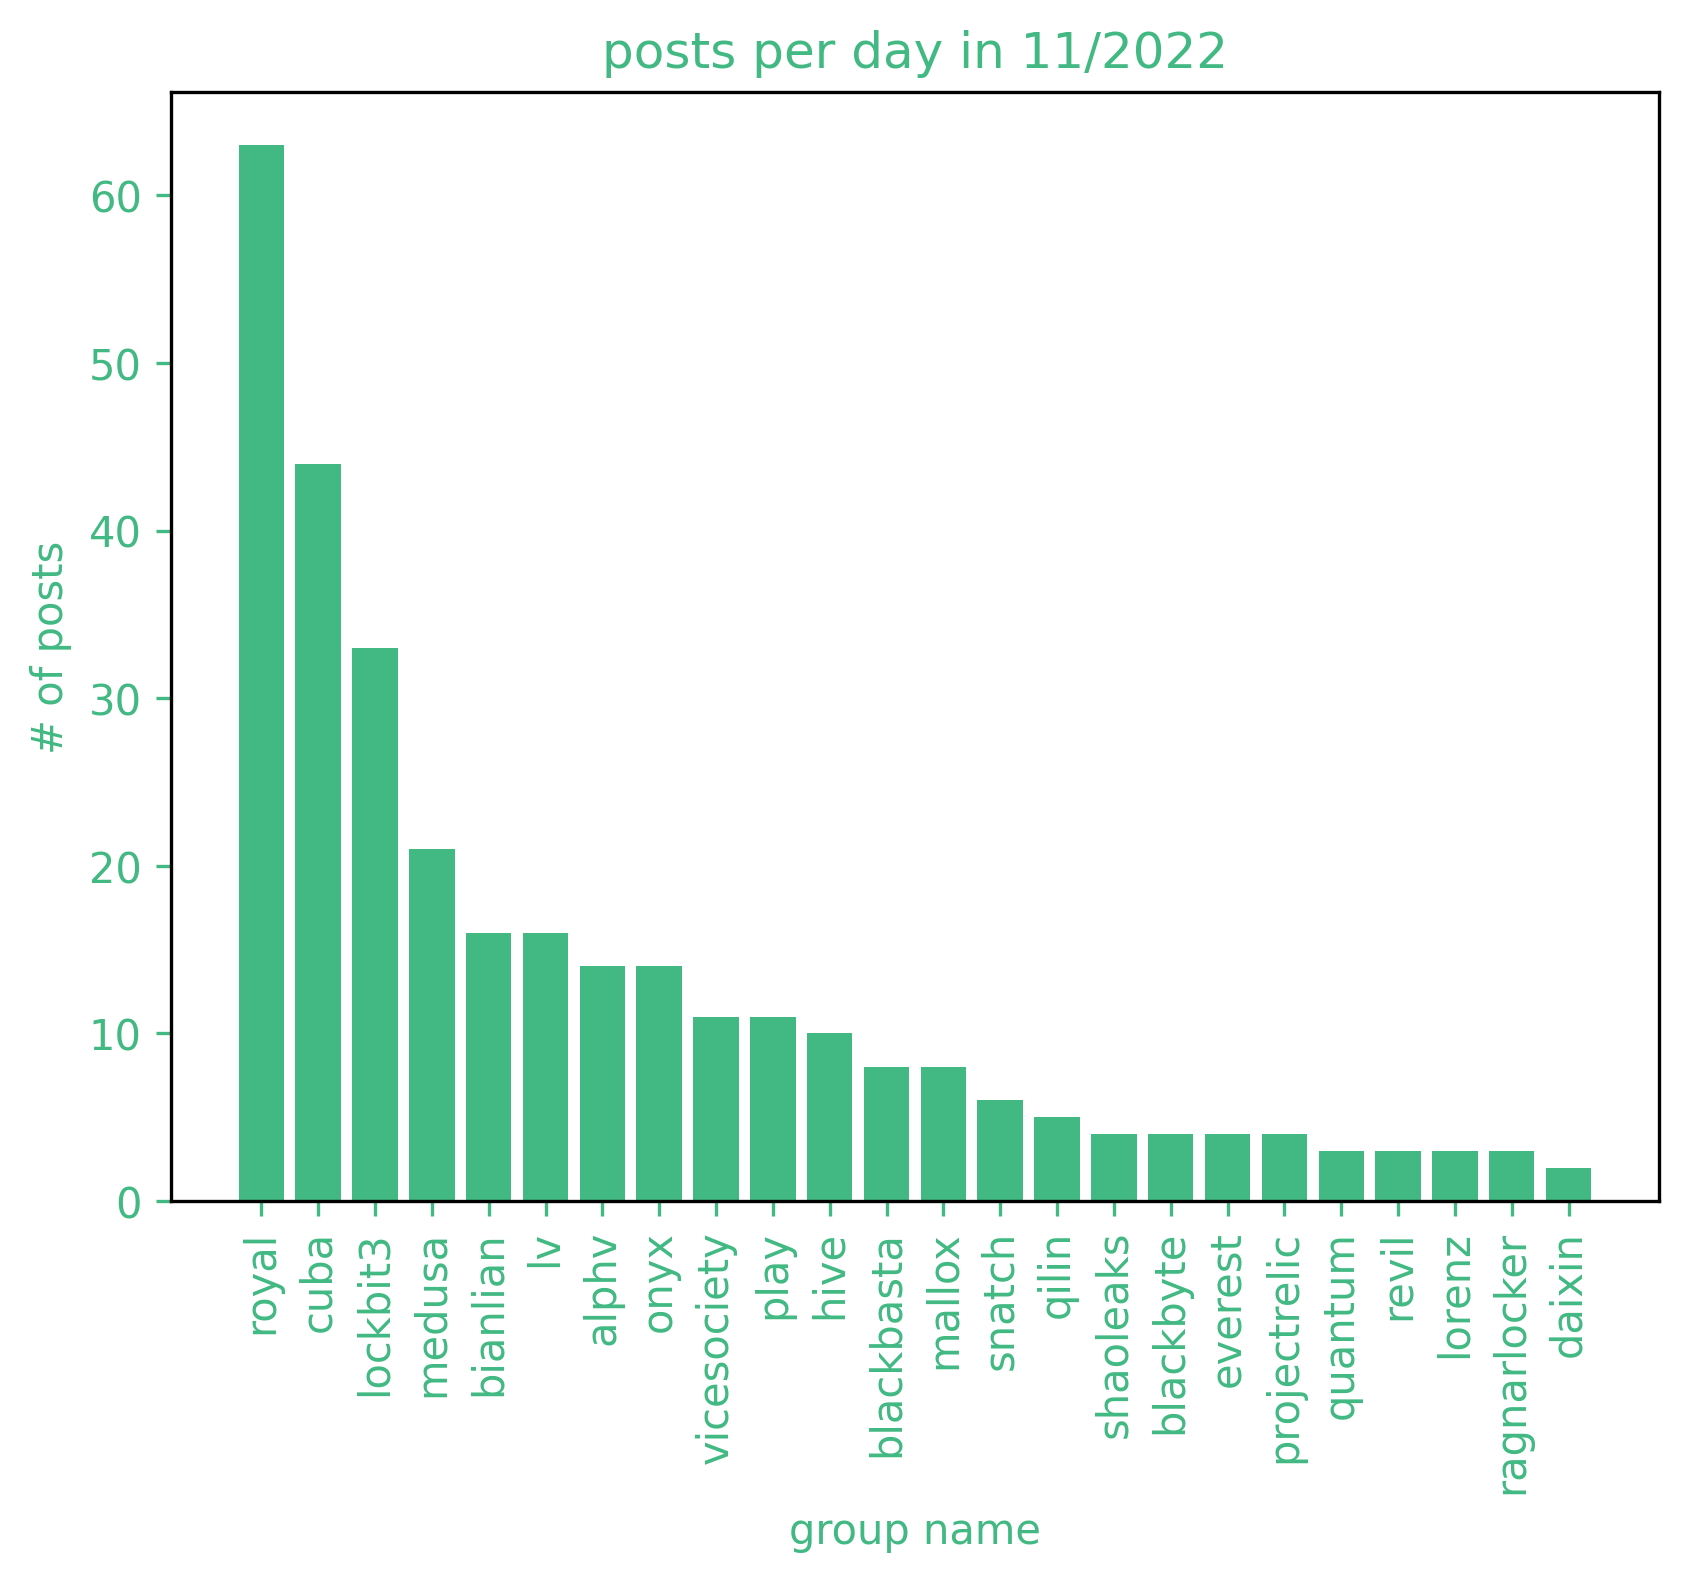 posts per day in 11/2022
# of posts
60
50
40
30
20
10
0
royal
cuba
lockbit3
medusa
bianlian
lv
alphv
onyx
vicesociety
play
hive
blackbasta
mallox
snatch
qilin
shaoleaks
blackbyte
everest
projectrelic
quantum
revil
lorenz
ragnarlocker
daixin
group name